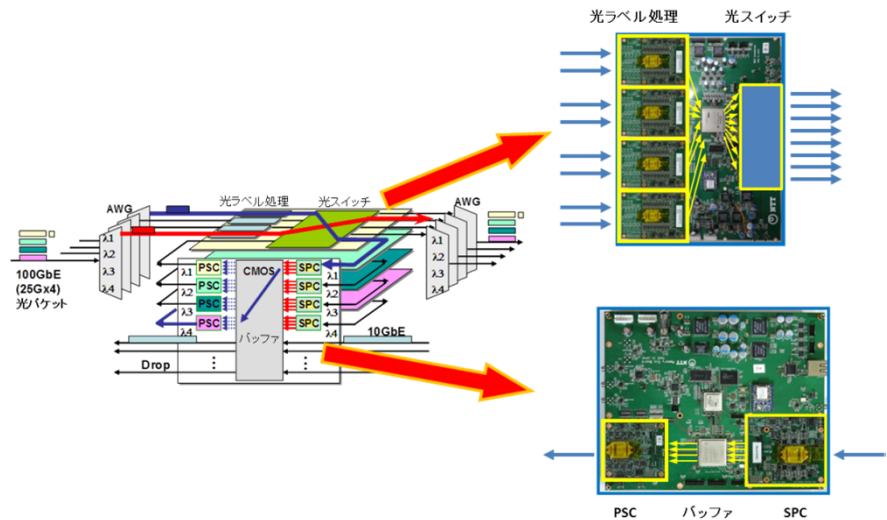 光ラベル処理
光スイッチ
NTT
AWG
光ラベル処理
光スイッチ
AWG
λ1
λ2
λ3
λ4
λ1
λ2
λ3
λ4
100GbE
(25Gx4)
光パケット
PSC
CMOS
SPC
λ1
λ1
PSC
SPC
λ2
λ2
PSC
SPC
λ3
λ3
PSC
SPC
λ4
λ4
バッファ
10GbE
Drop
NTT
PSC
バッファ
SPC